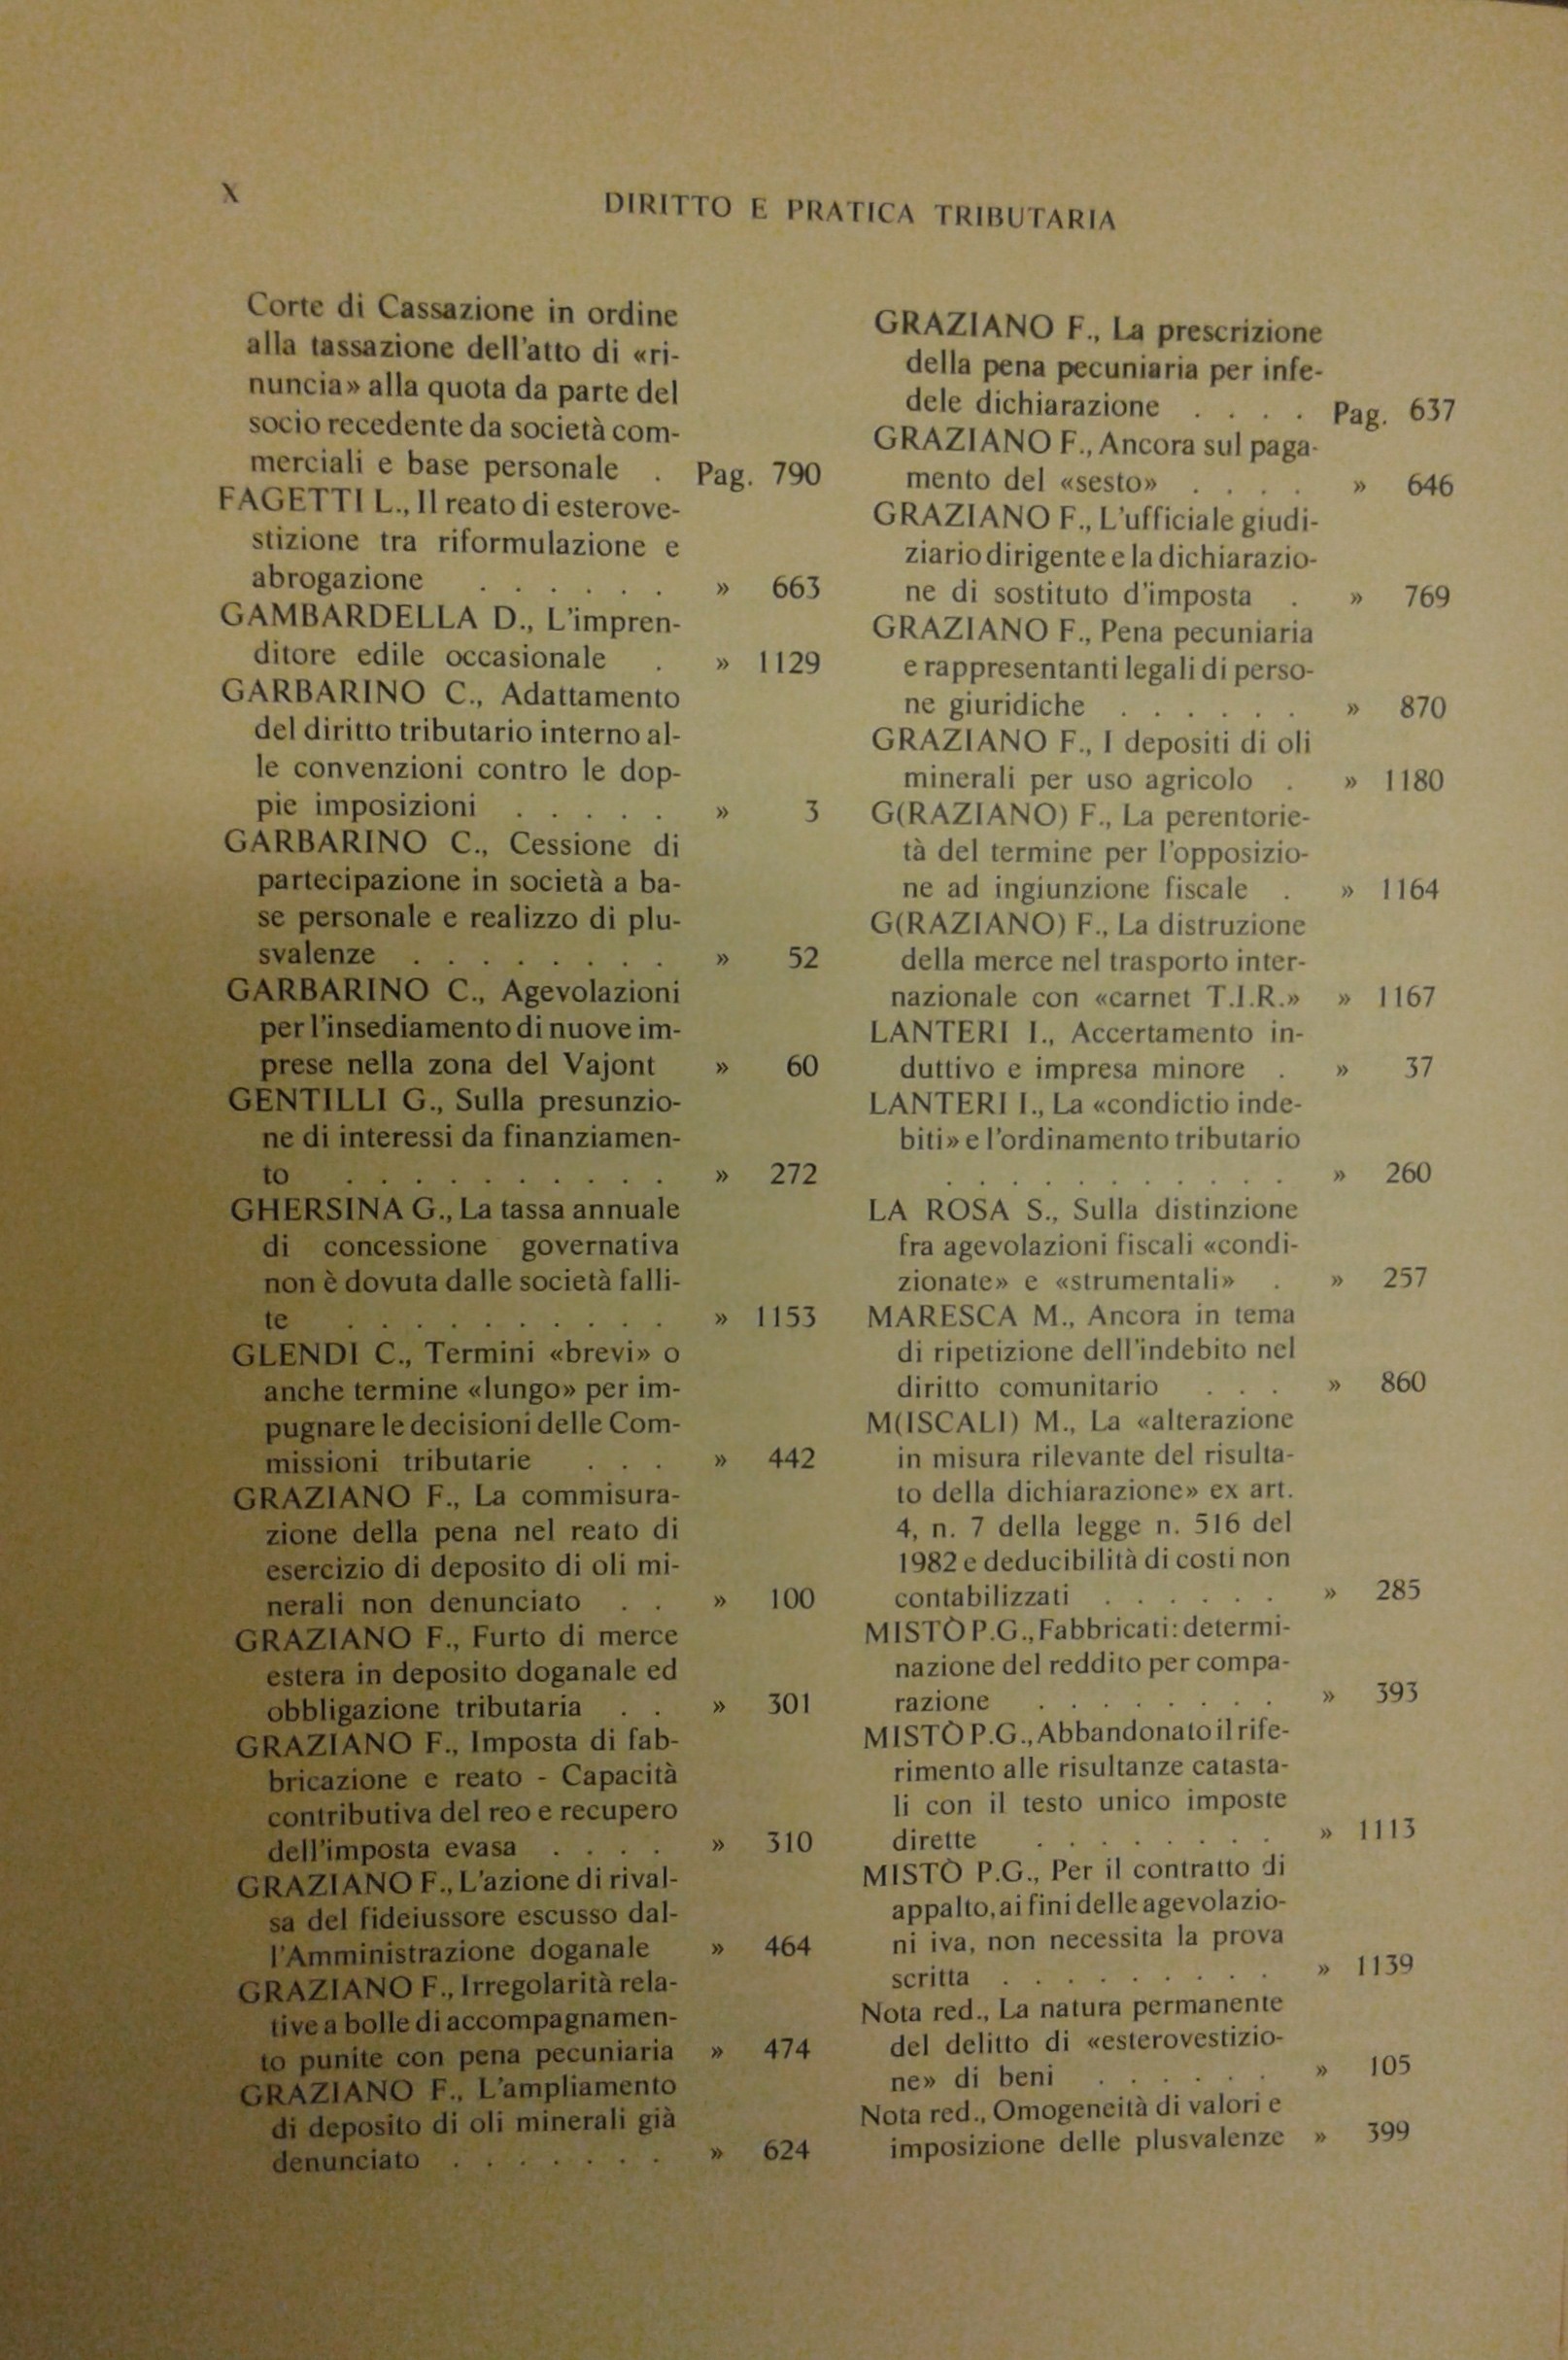 X
DIRITTO E PRATICA TRIBUTARIA
Corte di Cassazione in ordine
alla tassazione dell'atto di «ri-
nuncia» alla quota da parte del
socio recedente da società com-
merciali e base personale . Pag. 790
FAGETTI L., Il reato di esterove-
stizione tra riformulazione e
abrogazione . . . . . . » 663
GAMBARDELLA D., L'impren-
ditore edile occasionale . » 1129
GARBARINO C., Adattamento
del diritto tributario interno al-
le convenzioni contro le dop-
pie imposizioni . . . . . » 3
GARBARINO C., Cessione di
partecipazione in società a ba-
se personale e realizzo di plu-
svalenze . . . . . . . . » 52
GARBARINO C., Agevolazioni
per l'insediamento di nuove im-
prese nella zona del Vajont » 60
GENTILLI G., Sulla presunzio-
ne di interessi da finanziamen-
to . . . . . . . . . . » 272
GHERSINA G., La tassa annuale
di concessione governativa
non è dovuta dalle società falli-
te . . . . . . . . . . » 1153
GLENDI C., Termini «brevi» o
anche termine «lungo» per im-
pugnare le decisioni delle Com-
missioni tributarie . . . » 442
GRAZIANO F., La commisura-
zione della pena nel reato di
esercizio di deposito di oli mi-
nerali non denunciato . . » 100
GRAZIANO F., Furto di merce
estera in deposito doganale ed
obbligazione tributaria . . » 301
GRAZIANO F., Imposta di fab-
bricazione e reato - Capacità
contributiva del reo e recupero
dell'imposta evasa . . . . » 310
GRAZIANO F., L'azione di rival-
sa del fideiussore escusso dal-
l'Amministrazione doganale » 464
GRAZIANO F., Irregolarità rela-
tive a bolle di accompagnamen-
to punite con pena pecuniaria » 474
GRAZIANO F., L'ampliamento
di deposito di oli minerali già
denunciato . . . . . . . » 624
GRAZIANO F., La prescrizione
della pena pecuniaria per infe-
dele dichiarazione . . . . Pag. 637
GRAZIANO F., Ancora sul paga-
mento del «sesto» . . . . » 646
GRAZIANO F., L'ufficiale giudi-
ziario dirigente e la dichiarazio-
ne di sostituto d'imposta . » 769
GRAZIANO F., Pena pecuniaria
e rappresentanti legali di perso-
ne giuridiche . . . . . . » 870
GRAZIANO F., I depositi di oli
minerali per uso agricolo . » 1180
G(RAZIANO) F., La perentorie-
tà del termine per l'opposizio-
ne ad ingiunzione fiscale . » 1164
G(RAZIANO) F., La distruzione
della merce nel trasporto inter-
nazionale con «carnet T.I.R.» » 1167
LANTERI I., Accertamento in-
duttivo e impresa minore . » 37
LANTERI I., La «condictio inde-
biti» e l'ordinamento tributario
. . . . . . . . . . . » 260
LA ROSA S., Sulla distinzione
fra agevolazioni fiscali «condi-
zionate» e «strumentali» . » 257
MARESCA M., Ancora in tema
di ripetizione dell'indebito nel
diritto comunitario . . . » 860
M(ISCALI) M., La «alterazione
in misura rilevante del risulta-
to della dichiarazione» ex art.
4, n. 7 della legge n. 516 del
1982 e deducibilità di costi non
contabilizzati . . . . . . » 285
MISTÒ P.G., Fabbricati: determi-
nazione del reddito per compa-
razione . . . . . . . . » 393
MISTÒ P.G., Abbandonato il rife-
rimento alle risultanze catasta-
li con il testo unico imposte
dirette . . . . . . . . » 1113
MISTÒ P.G., Per il contratto di
appalto, ai fini delle agevolazio-
ni iva, non necessita la prova
scritta . . . . . . . . . » 1139
Nota red., La natura permanente
del delitto di «esterovestizio-
ne» di beni . . . . . . » 105
Nota red., Omogeneità di valori e
imposizione delle plusvalenze » 399